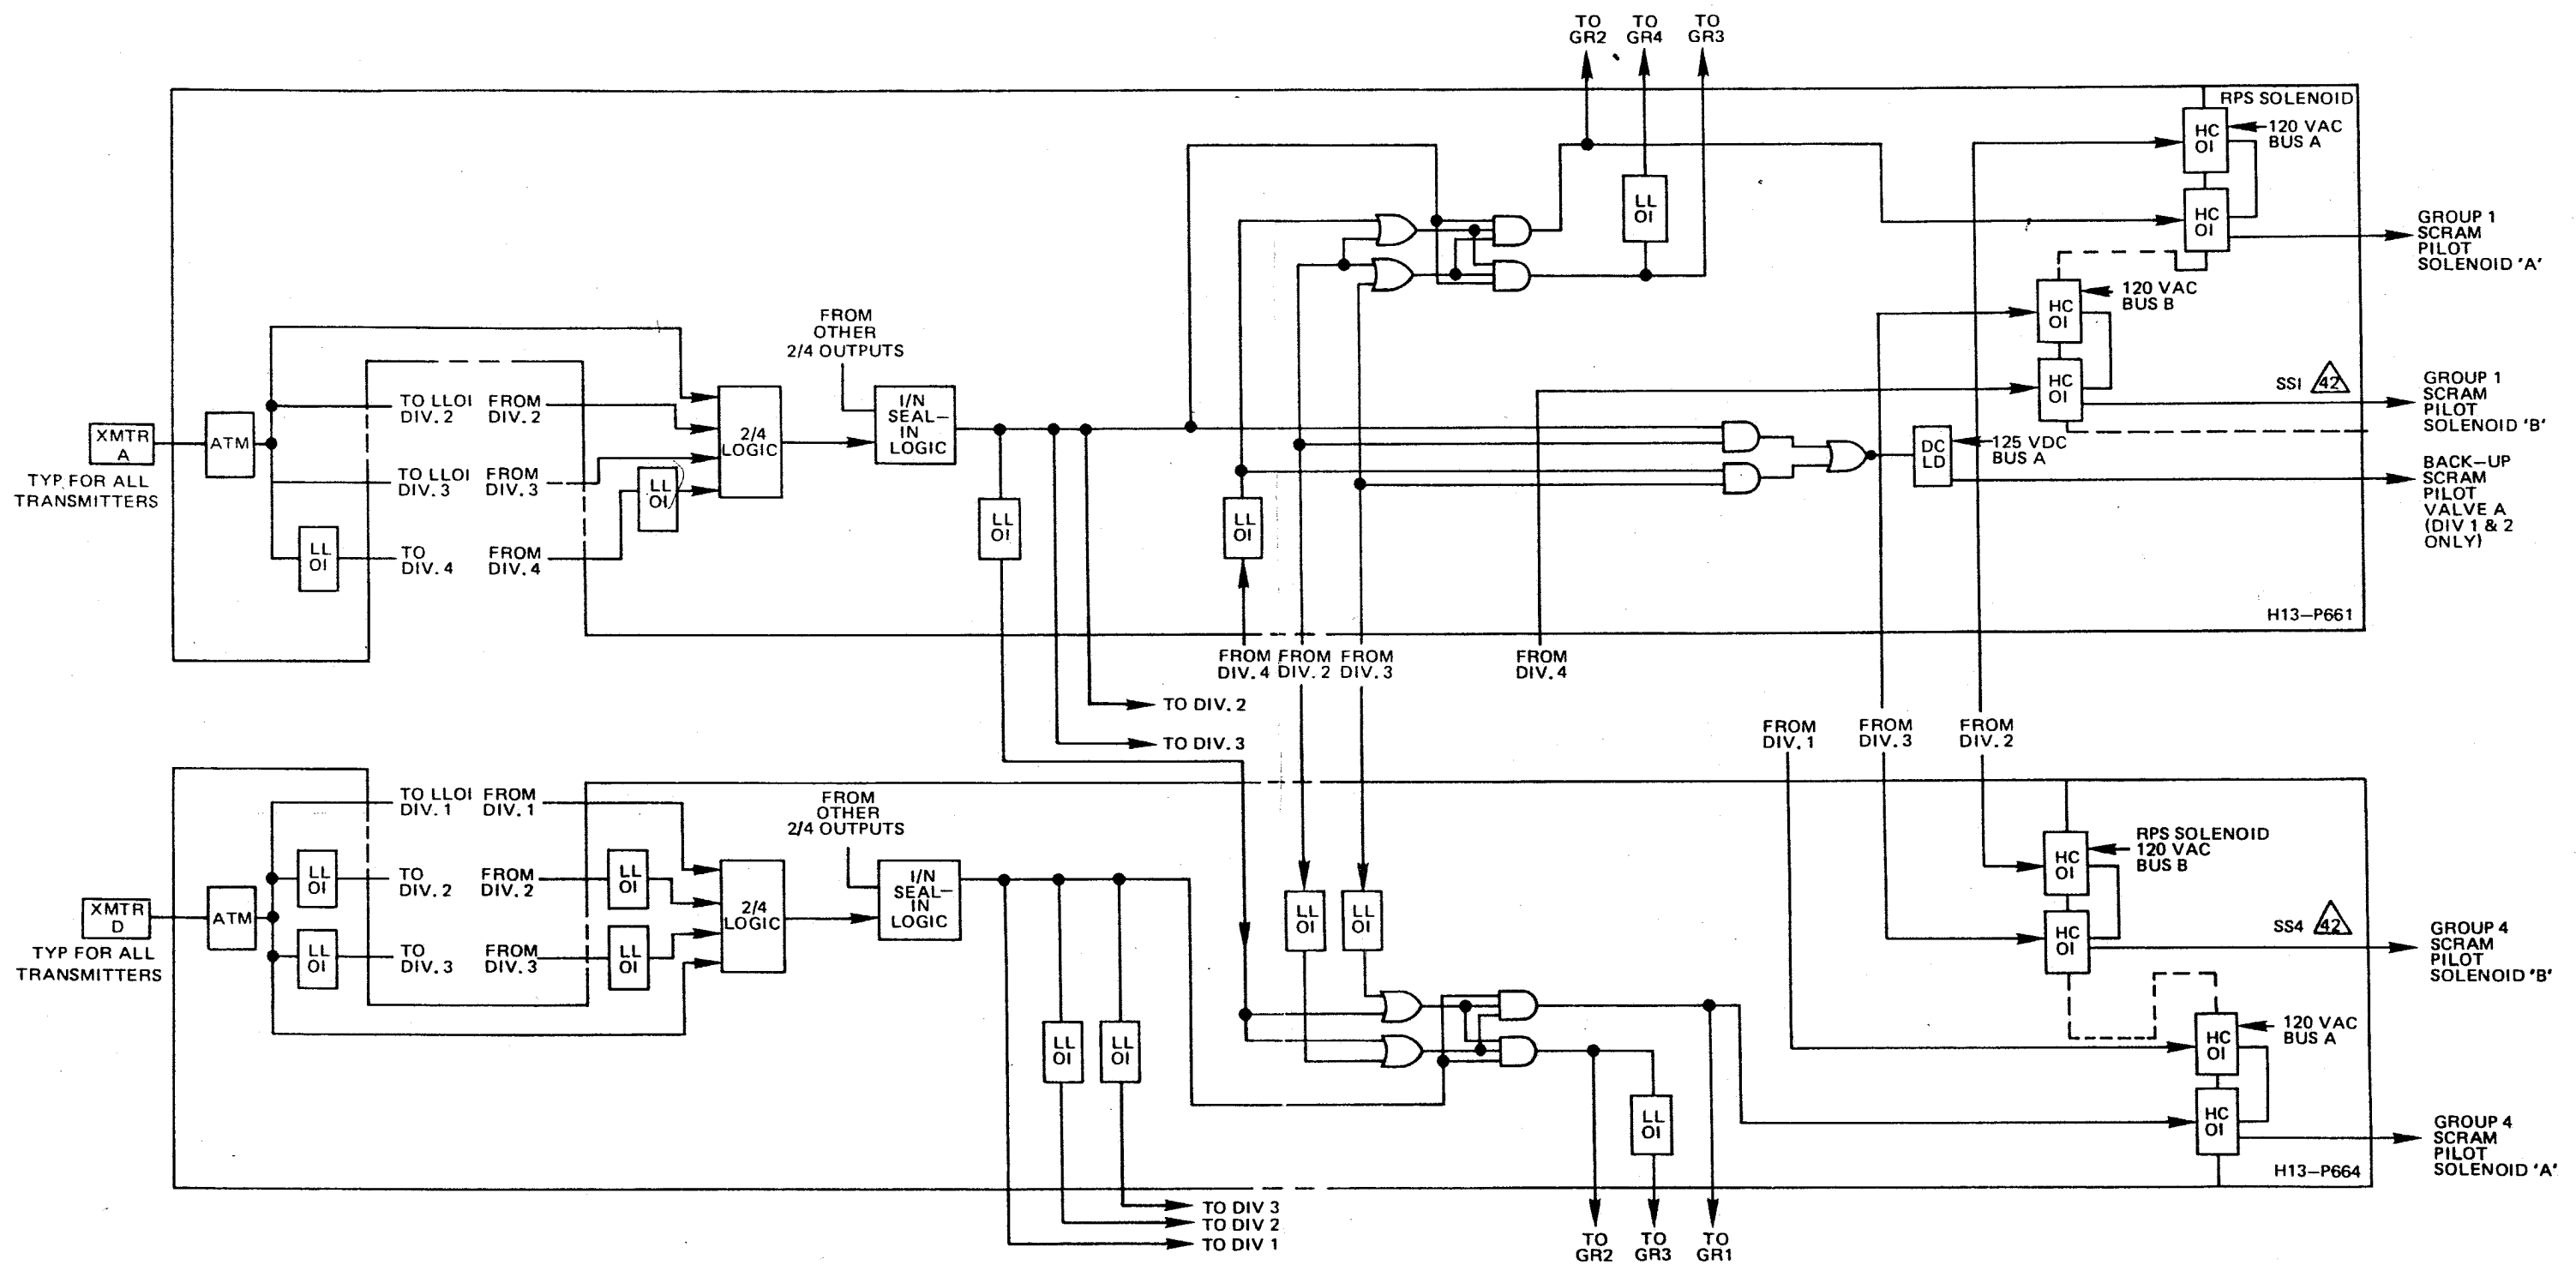 TO
GR2
TO
GR4
TO
GR3
RPS SOLENOID
HC
OI
120 VAC
BUS A
HC
OI
LL
OI
GROUP 1
SCRAM
PILOT
SOLENOID 'A'
HC
OI
120 VAC
BUS B
HC
OI
SSI
42
GROUP 1
SCRAM
PILOT
SOLENOID 'B'
FROM
OTHER
2/4 OUTPUTS
I/N
SEAL–
IN
LOGIC
2/4
LOGIC
TO LLOI
DIV. 2
FROM
DIV. 2
XMTR
A
ATM
TYP FOR ALL
TRANSMITTERS
TO LLOI
DIV. 3
FROM
DIV. 3
LL
OI
LL
OI
TO
DIV. 4
FROM
DIV. 4
LL
OI
LL
OI
DC
LD
125 VDC
BUS A
BACK–UP
SCRAM
PILOT
VALVE A
(DIV 1 & 2
ONLY)
H13–P661
FROM
DIV. 4
FROM
DIV. 2
FROM
DIV. 3
FROM
DIV. 4
TO DIV. 2
TO DIV. 3
FROM
DIV. 1
FROM
DIV. 3
FROM
DIV. 2
TO LLOI
DIV. 1
FROM
DIV. 1
FROM
OTHER
2/4 OUTPUTS
I/N
SEAL–
IN
LOGIC
2/4
LOGIC
LL
OI
TO
DIV. 2
FROM
DIV. 2
LL
OI
XMTR
D
ATM
TYP FOR ALL
TRANSMITTERS
LL
OI
TO
DIV. 3
FROM
DIV. 3
LL
OI
LL
OI
LL
OI
HC
OI
RPS SOLENOID
120 VAC
BUS B
HC
OI
SS4
42
GROUP 4
SCRAM
PILOT
SOLENOID 'B'
LL
OI
LL
OI
HC
OI
120 VAC
BUS A
HC
OI
LL
OI
GROUP 4
SCRAM
PILOT
SOLENOID 'A'
H13–P664
TO DIV 3
TO DIV 2
TO DIV 1
TO
GR2
TO
GR3
TO
GR1